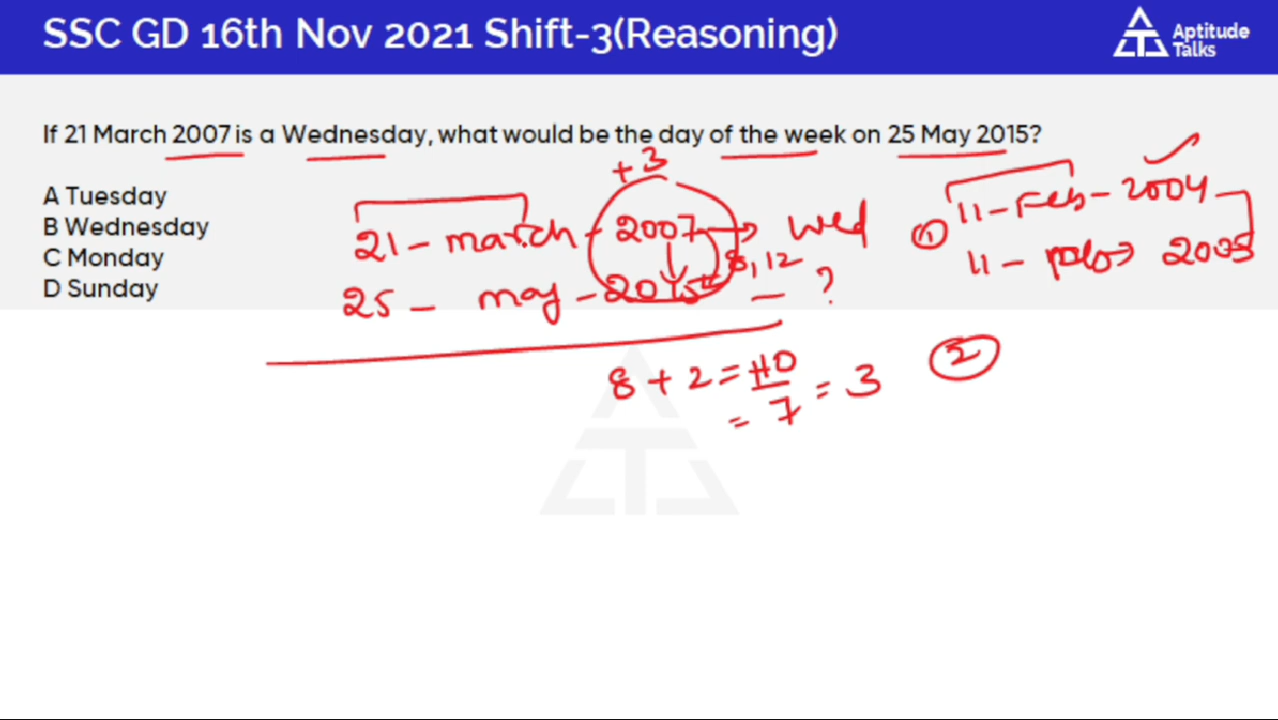 SSC GD 16th Nov 2021 Shift-3(Reasoning)
Aptitude
Talks
If 21 March 2007 is a Wednesday, what would be the day of the week on 25 May 2015?
A Tuesday
B Wednesday
C Monday
D Sunday
+3
21 - march - 2007 → wed
8, 12
25 - may - 2015 - ?
1 11 - Feb - 2004
11 - 2005
8 + 2 = 10
= 7 = 3
2